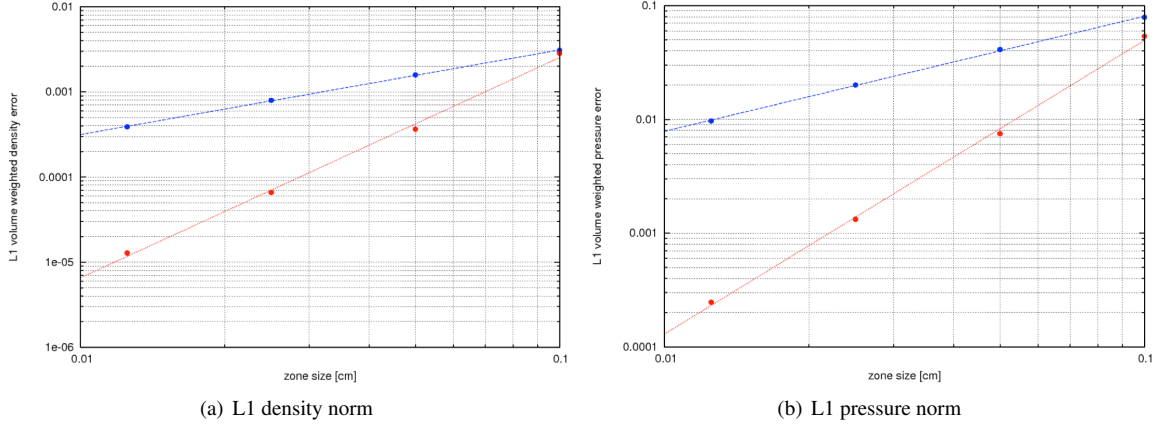 0.01
0.001
0.0001
1e-05
1e-06
0.01
0.1
L1 volume weighted density error
zone size [cm]
(a) L1 density norm
0.1
0.01
0.001
0.0001
0.01
0.1
L1 volume weighted pressure error
zone size [cm]
(b) L1 pressure norm